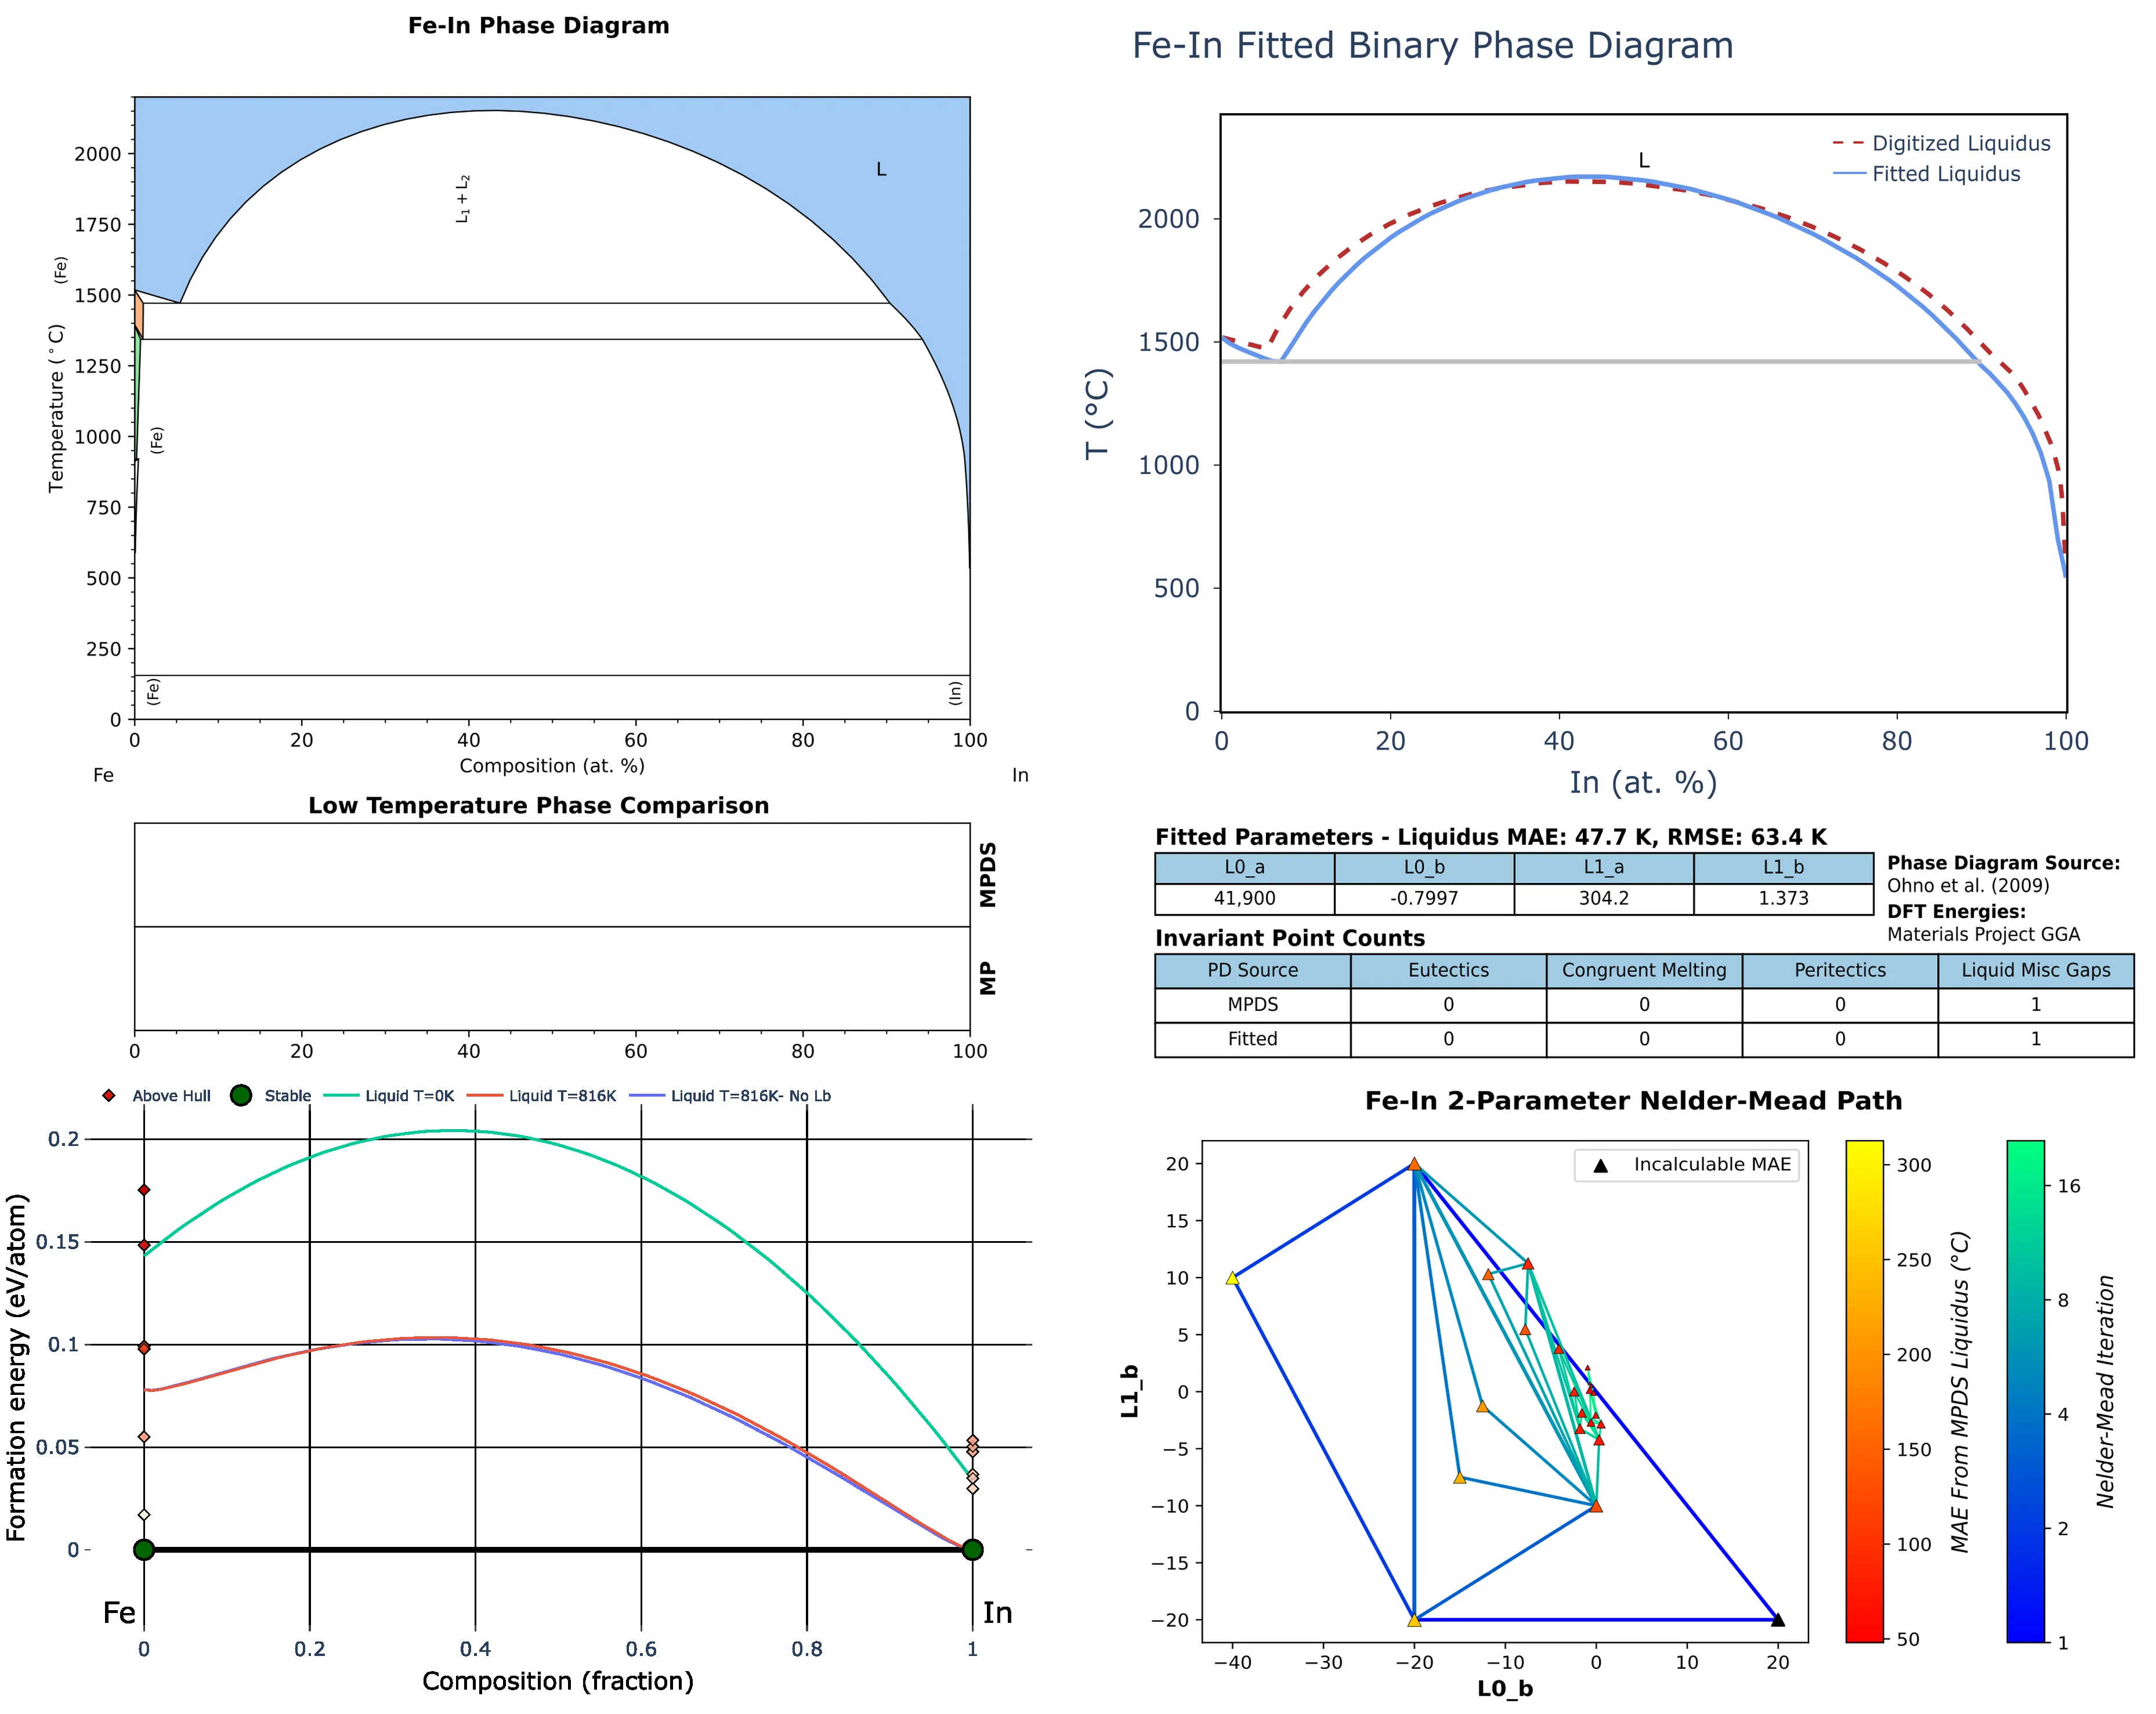 Fe-In Phase Diagram
2000
1750
1500
1250
1000
750
500
250
0
Temperature (°C)
(Fe)
(Fe)
(Fe)
L₁ + L₂
L
(In)
0 20 40 60 80 100
Composition (at. %)
Fe In
Fe-In Fitted Binary Phase Diagram
Digitized Liquidus
Fitted Liquidus
L
2000
1500
1000
500
0
T (°C)
0 20 40 60 80 100
In (at. %)
Low Temperature Phase Comparison
MPDS
MP
0 20 40 60 80 100
Fitted Parameters - Liquidus MAE: 47.7 K, RMSE: 63.4 K
L0_a L0_b L1_a L1_b
41,900 -0.7997 304.2 1.373
Phase Diagram Source:
Ohno et al. (2009)
DFT Energies:
Materials Project GGA
Invariant Point Counts
PD Source Eutectics Congruent Melting Peritectics Liquid Misc Gaps
MPDS 0 0 0 1
Fitted 0 0 0 1
Above Hull Stable Liquid T=0K Liquid T=816K Liquid T=816K- No Lb
0.2
0.15
0.1
0.05
0
Formation energy (eV/atom)
Fe In
0 0.2 0.4 0.6 0.8 1
Composition (fraction)
Fe-In 2-Parameter Nelder-Mead Path
Incalculable MAE
20
15
10
5
0
−5
−10
−15
−20
L1_b
−40 −30 −20 −10 0 10 20
L0_b
300
250
200
150
100
50
MAE From MPDS Liquidus (°C)
16
8
4
2
1
Nelder-Mead Iteration